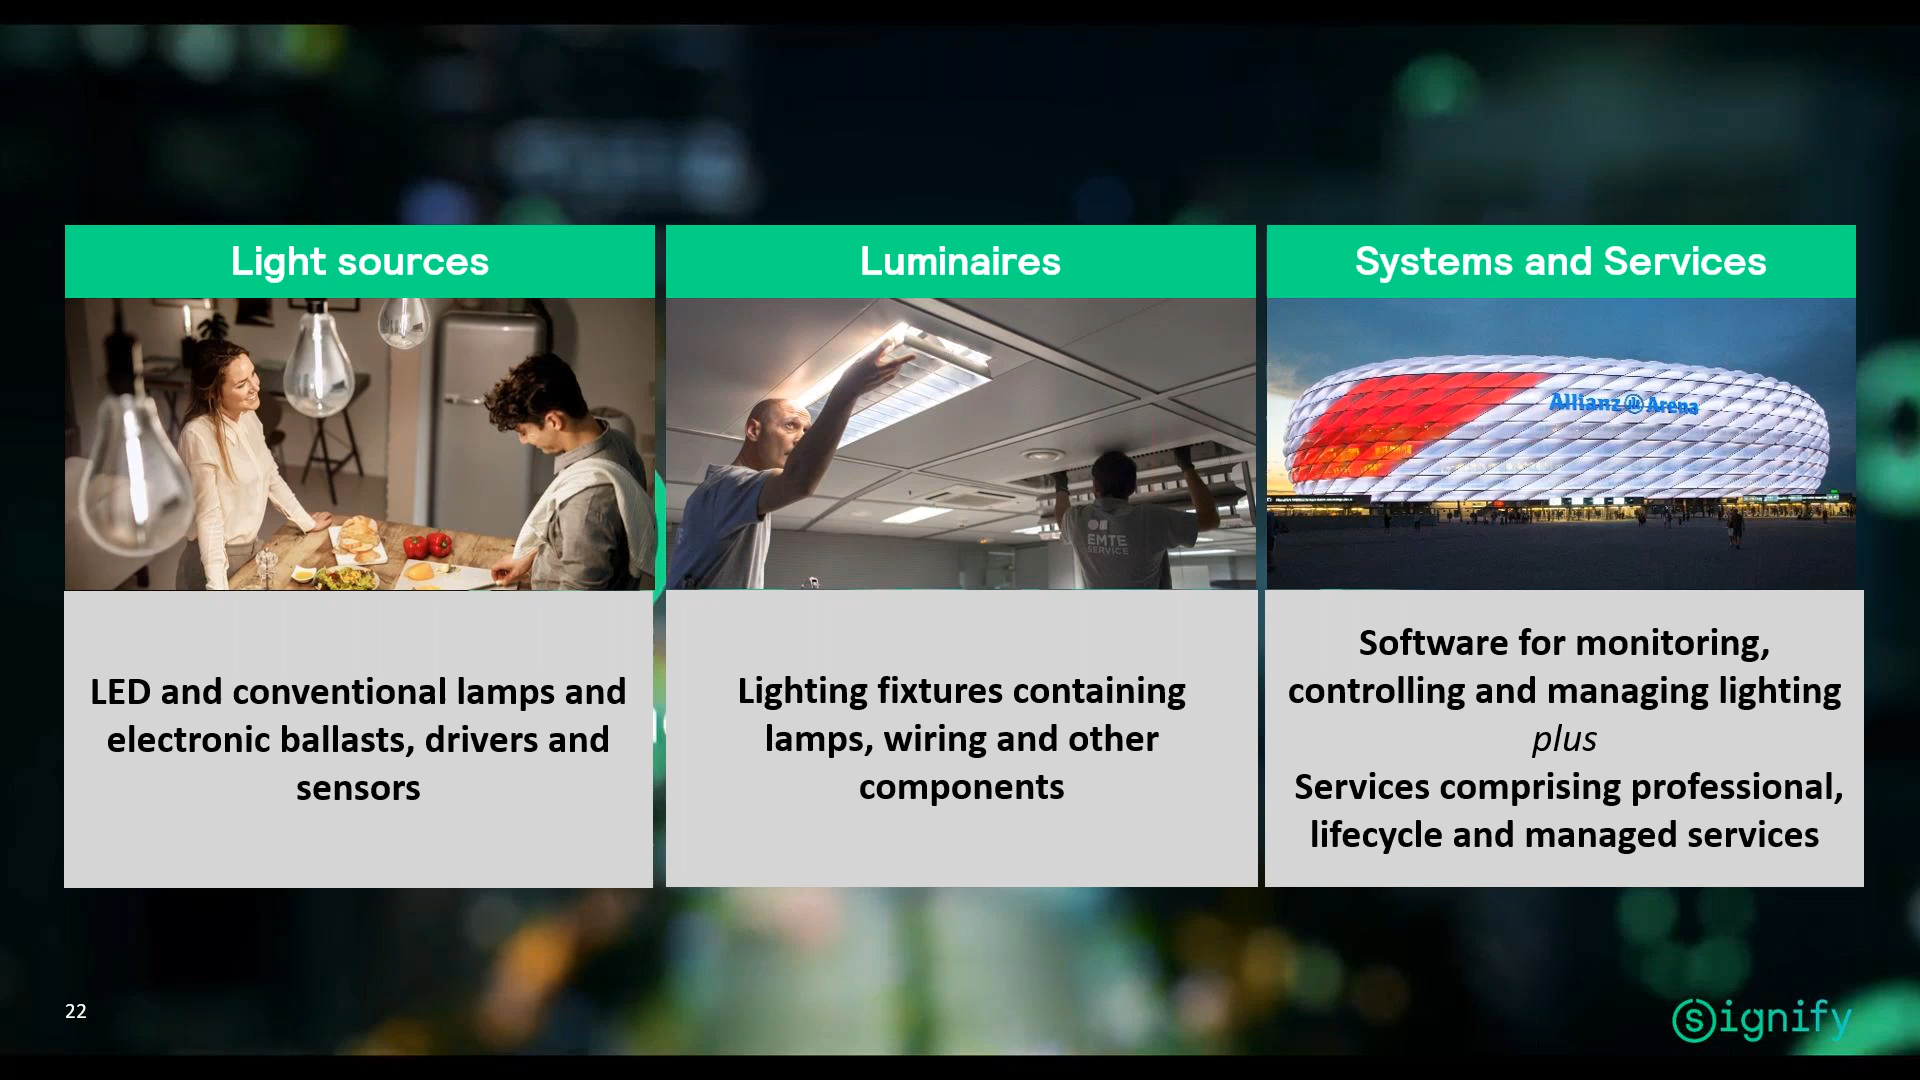 Light sources
Luminaires
Systems and Services
Allianz Arena
EMTE
SERVICE
LED and conventional lamps and
electronic ballasts, drivers and
sensors
Lighting fixtures containing
lamps, wiring and other
components
Software for monitoring,
controlling and managing lighting
plus
Services comprising professional,
lifecycle and managed services
22
Signify